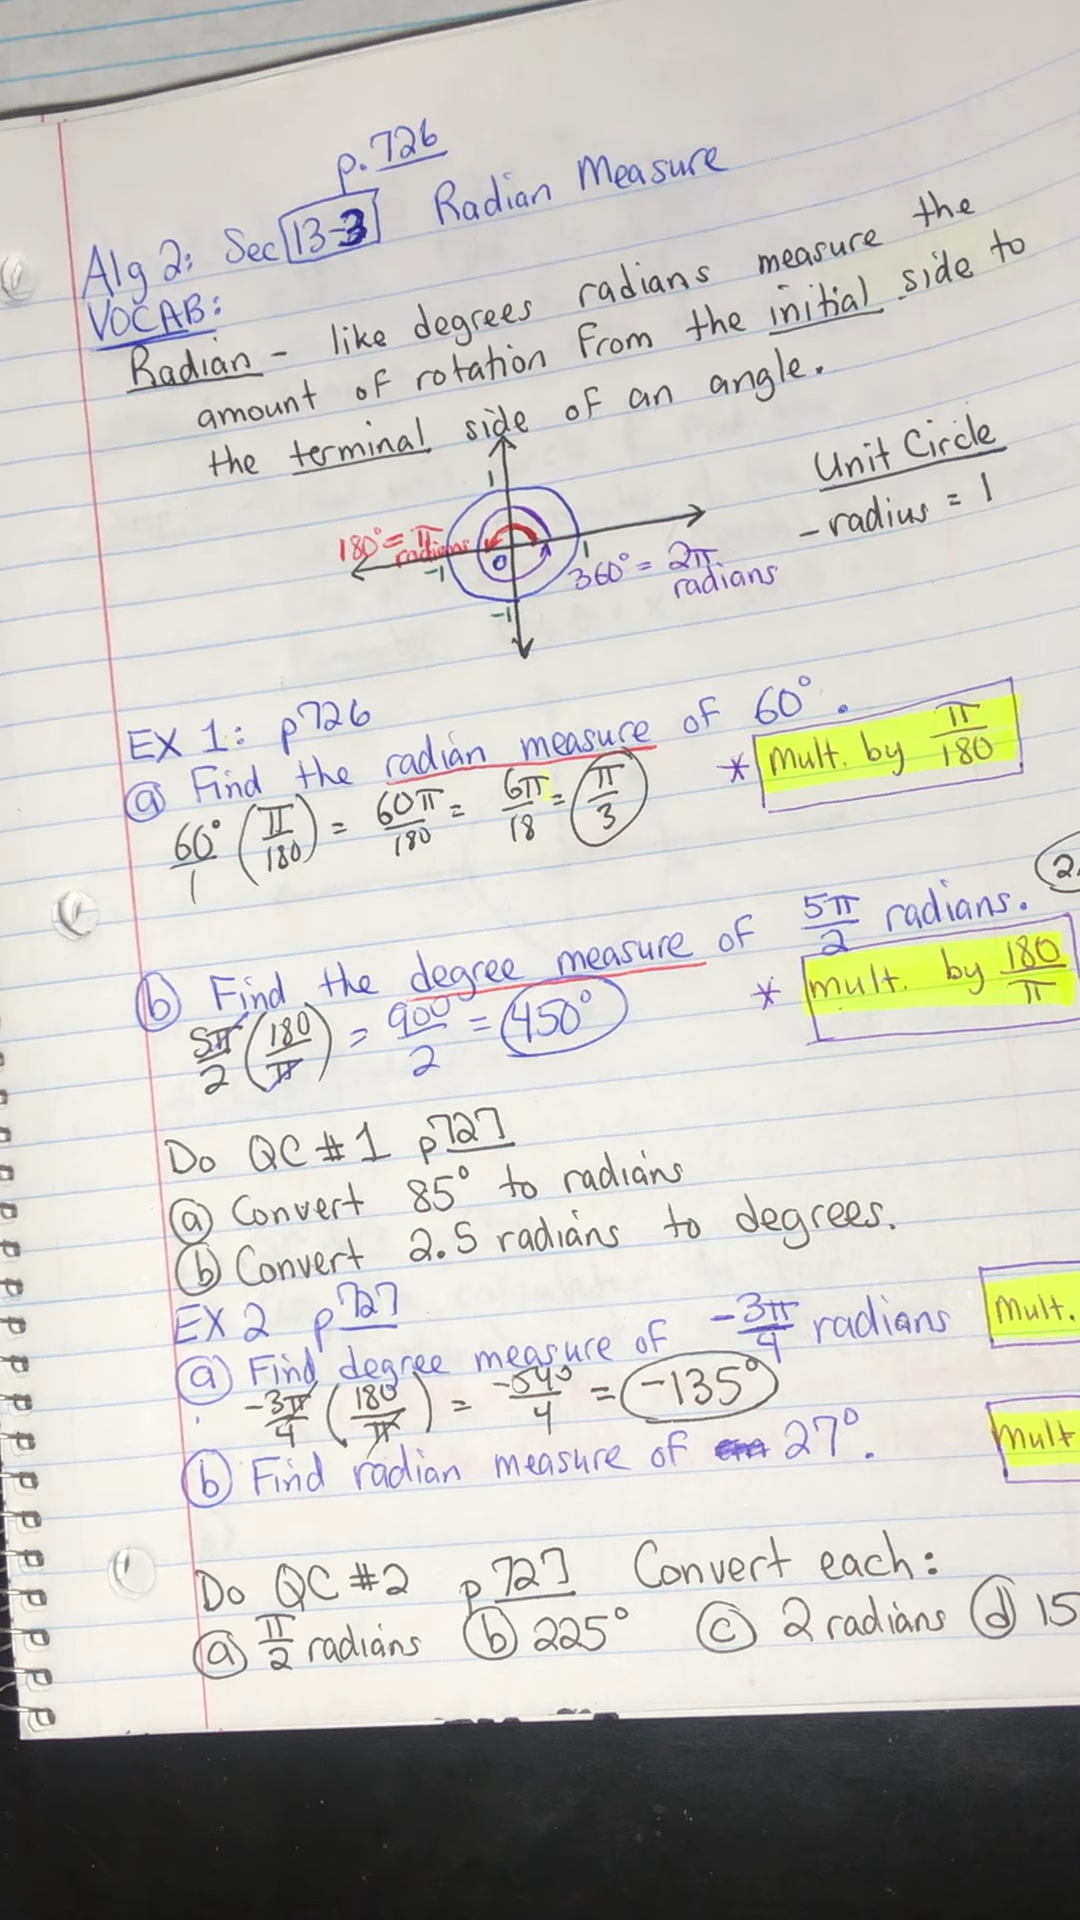 p.726
Alg 2: Sec 13-3 Radian Measure
VOCAB:
Radian - like degrees radians measure the
amount of rotation from the initial side to
the terminal side of an angle.
Unit Circle
- radius = 1
1
180° = π
radians
-1
0
1
360° = 2π
radians
-1
EX 1: p726
ⓐ Find the radian measure of 60°.
* mult. by π/180
60°/1 (π/180) = 60π/180 = 6π/18 = π/3
ⓑ Find the degree measure of 5π/2 radians.
* mult. by 180/π
5π/2 (180/π) = 900/2 = 450°
Do QC #1 p727
ⓐ Convert 85° to radians
ⓑ Convert 2.5 radians to degrees.
EX 2 p727
ⓐ Find degree measure of -3π/4 radians
mult.
-3π/4 (180/π) = -540/4 = -135°
ⓑ Find radian measure of 27°.
mult
Do QC #2 p727 Convert each:
ⓐ π/2 radians ⓑ 225° ⓒ 2 radians ⓓ 15